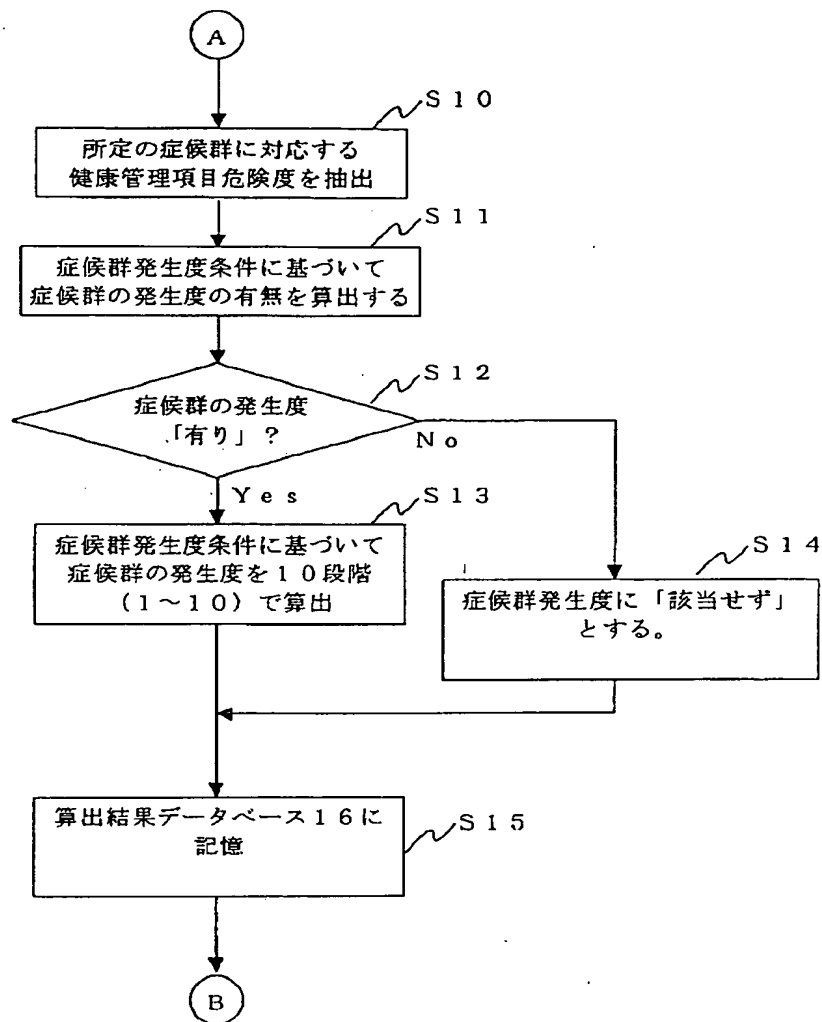 A
S10
所定の症候群に対応する
健康管理項目危険度を抽出
S11
症候群発生度条件に基づいて
症候群の発生度の有無を算出する
S12
症候群の発生度
「有り」?
No
Yes
S13
症候群発生度条件に基づいて
症候群の発生度を10段階
(1~10)で算出
S14
症候群発生度に「該当せず」
とする。
算出結果データベース16に
記憶
S15
B